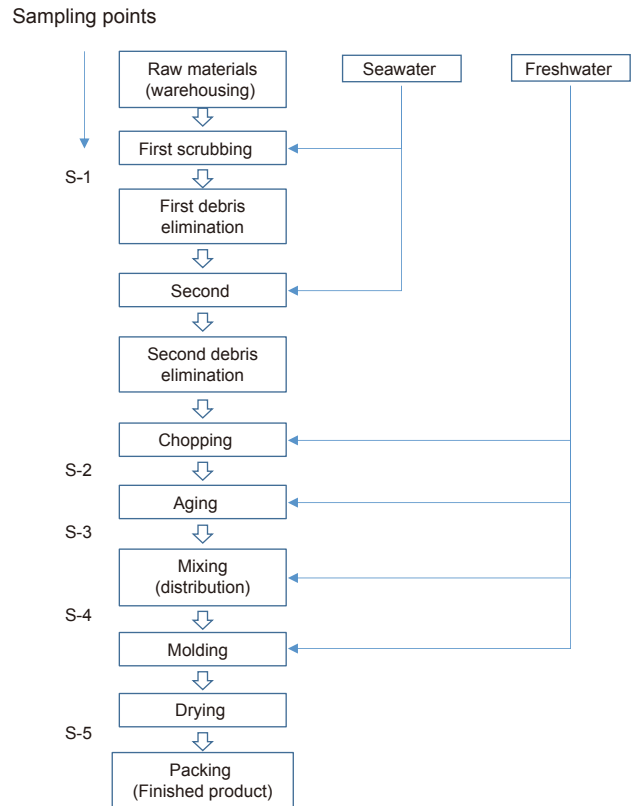 Sampling points
Raw materials
(warehousing)
Seawater
Freshwater
First scrubbing
S-1
First debris
elimination
Second
Second debris
elimination
Chopping
S-2
Aging
S-3
Mixing
(distribution)
S-4
Molding
Drying
S-5
Packing
(Finished product)